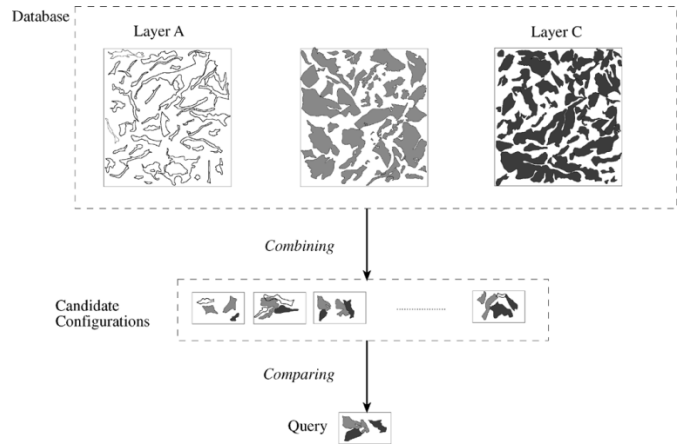 Database
Layer A
Layer C
Combining
Candidate
Configurations
Comparing
Query